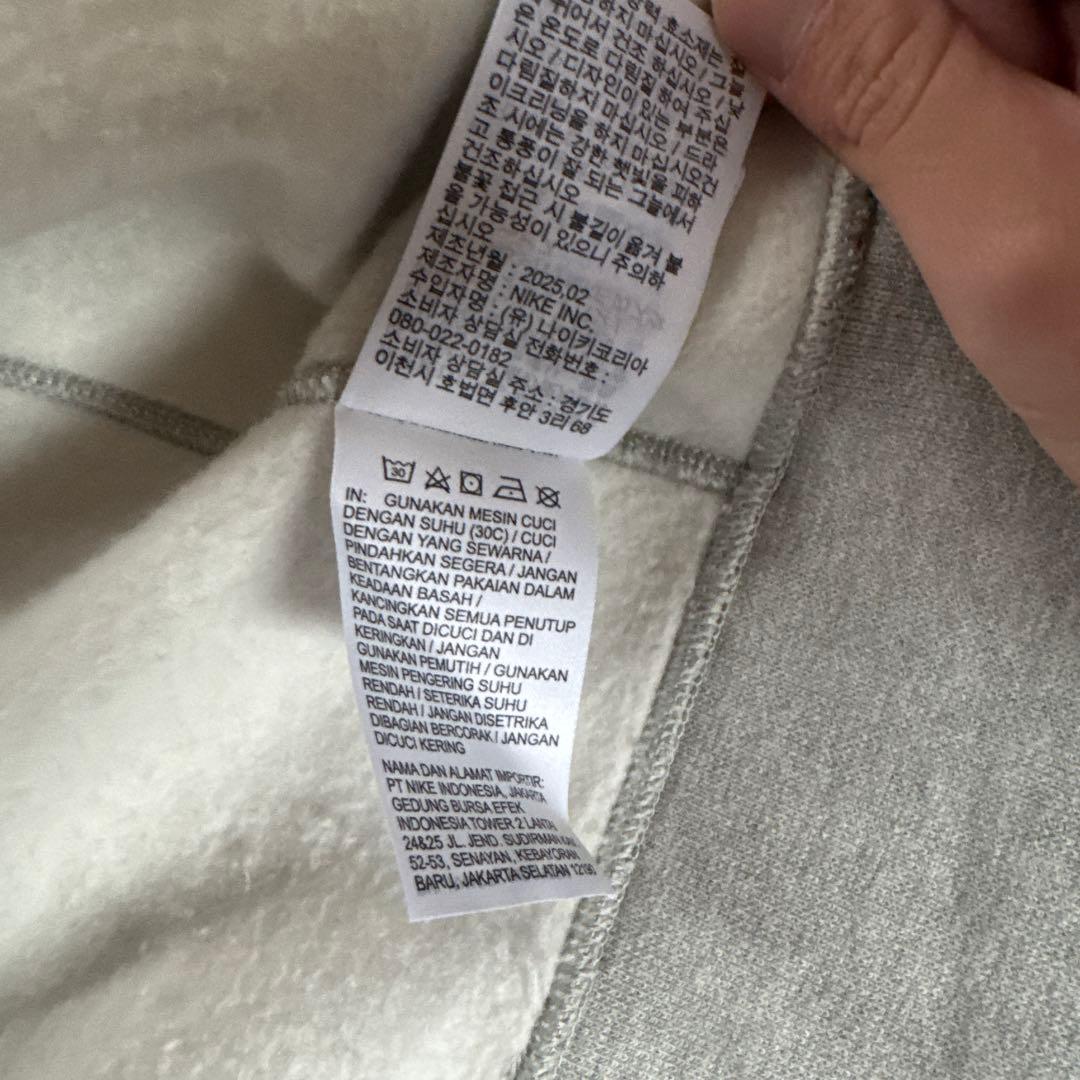 하지 마십시오 /
뉘어서 건조 하십시오 / 낮은
온도로 다림질 하십시오 /
디자인이 있는 부분은
다림질하지 마십시오 / 드라
이크리닝을 하지 마십시오건
조 시에는 강한 햇빛을 피하
고 통풍이 잘 되는 그늘에서
건조하십시오
불꽃 접근 시 불길이 옮겨 붙
을 가능성이 있으니 주의하
십시오
제조년월 : 2025.02
제조자명 : NIKE INC.
수입자명 : (유) 나이키코리아
소비자 상담실 전화번호 :
080-022-0182
소비자 상담실 주소 : 경기도
이천시 호법면 후안 3리 68
30
IN: GUNAKAN MESIN CUCI
DENGAN SUHU (30C) / CUCI
DENGAN YANG SEWARNA /
PINDAHKAN SEGERA / JANGAN
BENTANGKAN PAKAIAN DALAM
KEADAAN BASAH /
KANCINGKAN SEMUA PENUTUP
PADA SAAT DICUCI DAN DI
KERINGKAN / JANGAN
GUNAKAN PEMUTIH / GUNAKAN
MESIN PENGERING SUHU
RENDAH / SETERIKA SUHU
RENDAH / JANGAN DISETRIKA
DIBAGIAN BERCORAK / JANGAN
DICUCI KERING
NAMA DAN ALAMAT IMPORTIR:
PT NIKE INDONESIA, JAKARTA
GEDUNG BURSA EFEK
INDONESIA TOWER 2 LANTAI
24&25 JL. JEND. SUDIRMAN KAV
52-53, SENAYAN, KEBAYORAN
BARU, JAKARTA SELATAN 12190